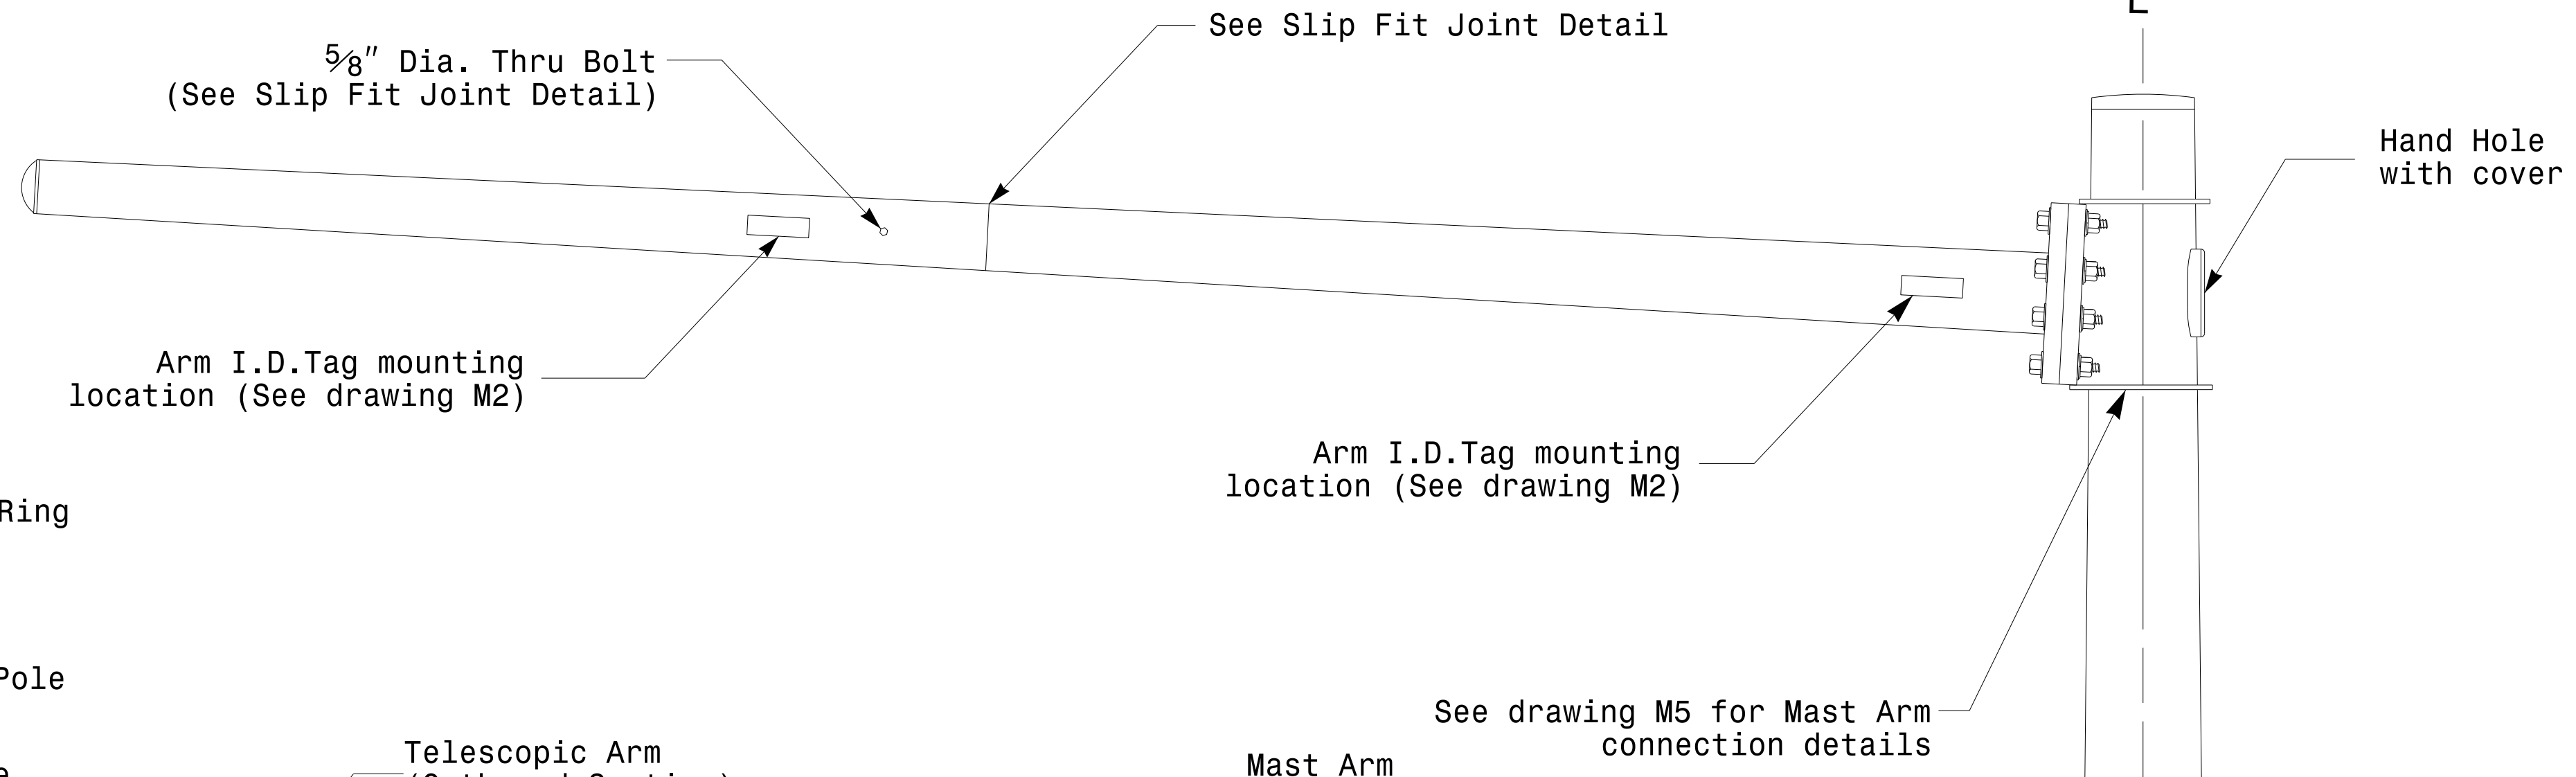 L
See Slip Fit Joint Detail
5/8" Dia. Thru Bolt
(See Slip Fit Joint Detail)
Hand Hole
with cover
Arm I.D.Tag mounting
location (See drawing M2)
Arm I.D.Tag mounting
location (See drawing M2)
Ring
Pole
See drawing M5 for Mast Arm
connection details
Telescopic Arm
Mast Arm